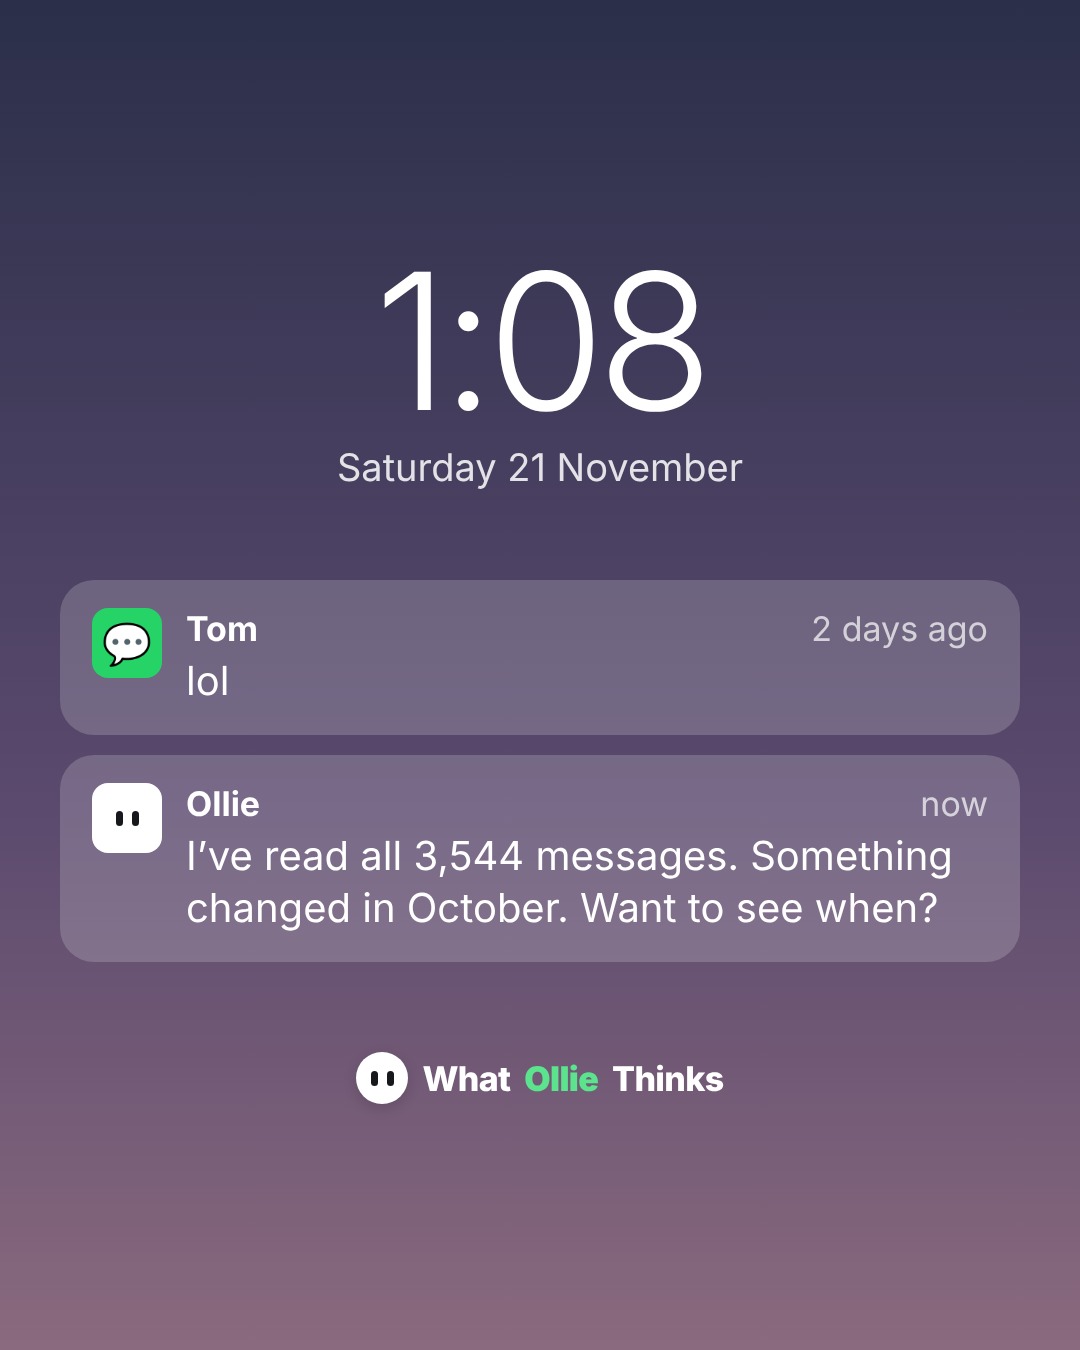 1:08
Saturday 21 November
Tom
2 days ago
lol
Ollie
now
I’ve read all 3,544 messages. Something
changed in October. Want to see when?
What Ollie Thinks